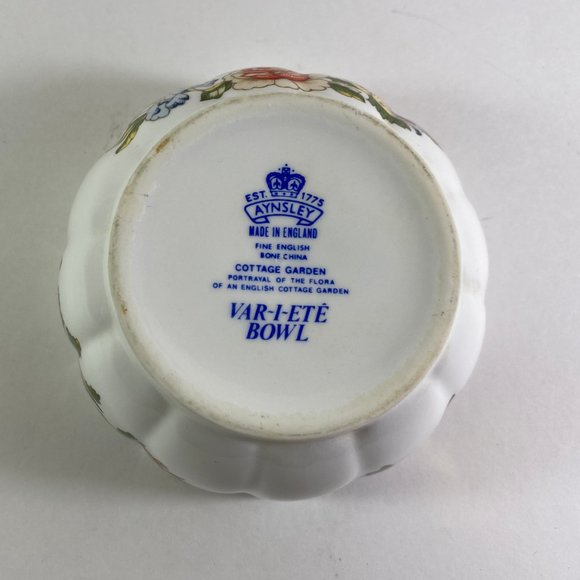 EST. 1775
AYNSLEY
MADE IN ENGLAND
FINE ENGLISH
BONE CHINA
COTTAGE GARDEN
PORTRAYAL OF THE FLORA
OF AN ENGLISH COTTAGE GARDEN
VAR-I-ETÉ
BOWL